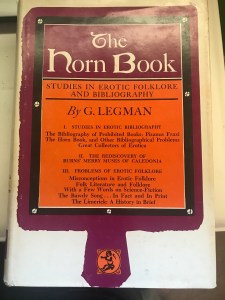 The
Horn Book
STUDIES IN EROTIC FOLKLORE
AND BIBLIOGRAPHY
By G. LEGMAN
I. STUDIES IN EROTIC BIBLIOGRAPHY
The Bibliography of Prohibited Books: Pisanus Fraxi
The Horn Book, and Other Bibliographical Problems
Great Collectors of Erotica
II. THE REDISCOVERY OF
BURNS' MERRY MUSES OF CALEDONIA
III. PROBLEMS OF EROTIC FOLKLORE
Misconceptions in Erotic Folklore
Folk Literature and Folklore
With a Few Words on Science-Fiction
The Bawdy Song ... In Fact and In Print
The Limerick: A History in Brief